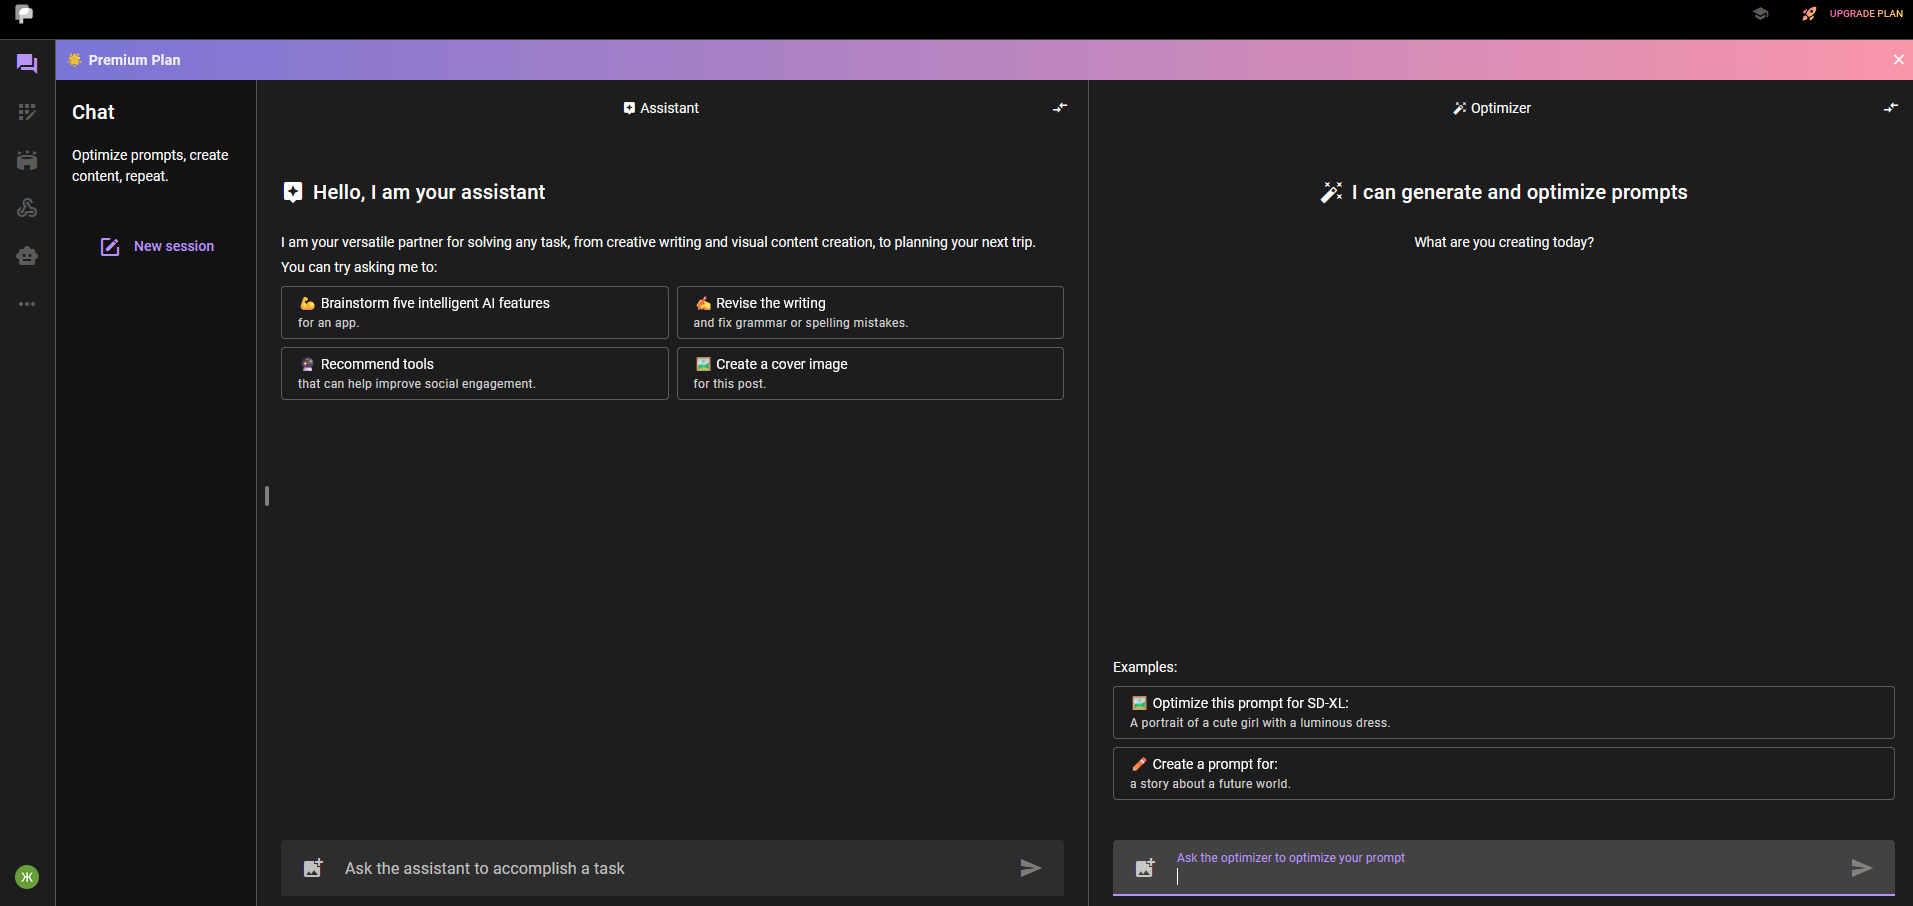 UPGRADE PLAN
Premium Plan
Chat
Optimize prompts, create
content, repeat.
New session
Assistant
Hello, I am your assistant
I am your versatile partner for solving any task, from creative writing and visual content creation, to planning your next trip.
You can try asking me to:
Brainstorm five intelligent AI features
for an app.
Revise the writing
and fix grammar or spelling mistakes.
Recommend tools
that can help improve social engagement.
Create a cover image
for this post.
Ask the assistant to accomplish a task
Optimizer
I can generate and optimize prompts
What are you creating today?
Examples:
Optimize this prompt for SD-XL:
A portrait of a cute girl with a luminous dress.
Create a prompt for:
a story about a future world.
Ask the optimizer to optimize your prompt
Ж